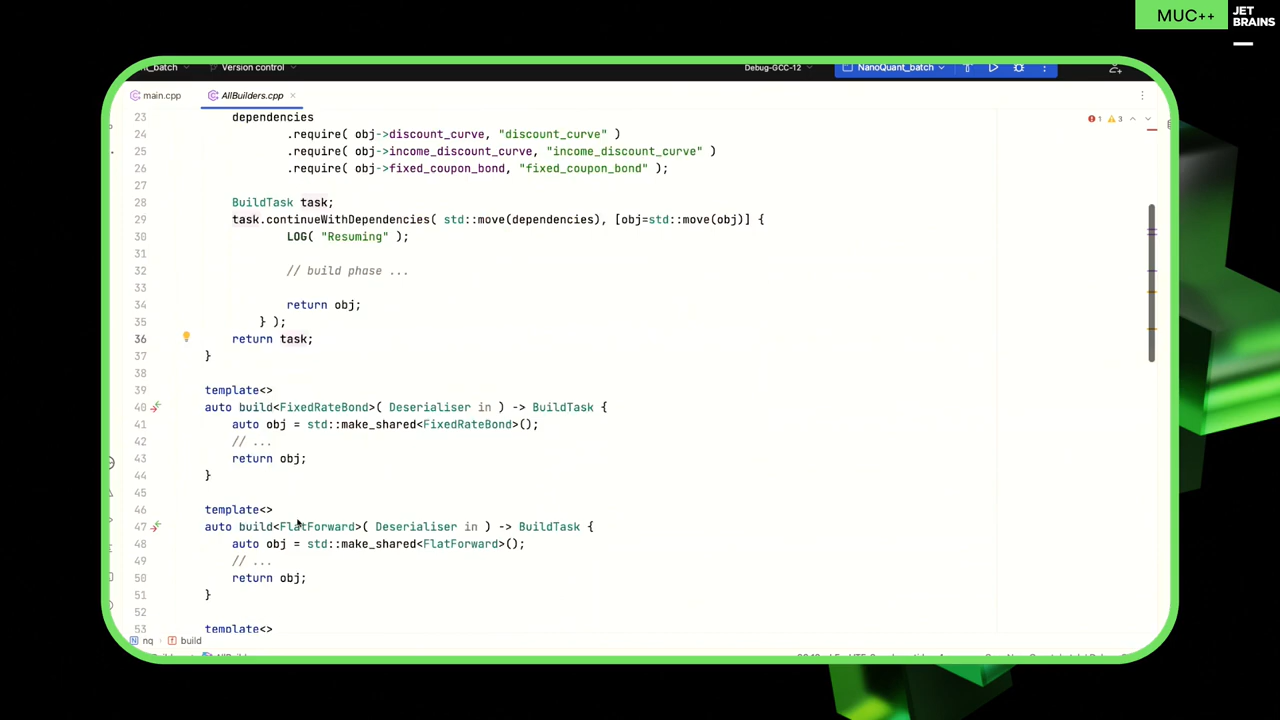 MUC++
JET
BRAINS
_batch
Version control
Debug-GCC-12
NanoQuant_batch
main.cpp
AllBuilders.cpp
1 3
23 dependencies
24 .require( obj->discount_curve, "discount_curve" )
25 .require( obj->income_discount_curve, "income_discount_curve" )
26 .require( obj->fixed_coupon_bond, "fixed_coupon_bond" );
27
28 BuildTask task;
29 task.continueWithDependencies( std::move(dependencies), [obj=std::move(obj)] {
30 LOG( "Resuming" );
31
32 // build phase ...
33
34 return obj;
35 } );
36 return task;
37 }
38
39 template<>
40 auto build<FixedRateBond>( Deserialiser in ) -> BuildTask {
41 auto obj = std::make_shared<FixedRateBond>();
42 // ...
43 return obj;
44 }
45
46 template<>
47 auto build<FlatForward>( Deserialiser in ) -> BuildTask {
48 auto obj = std::make_shared<FlatForward>();
49 // ...
50 return obj;
51 }
52
53 template<>
nq › build